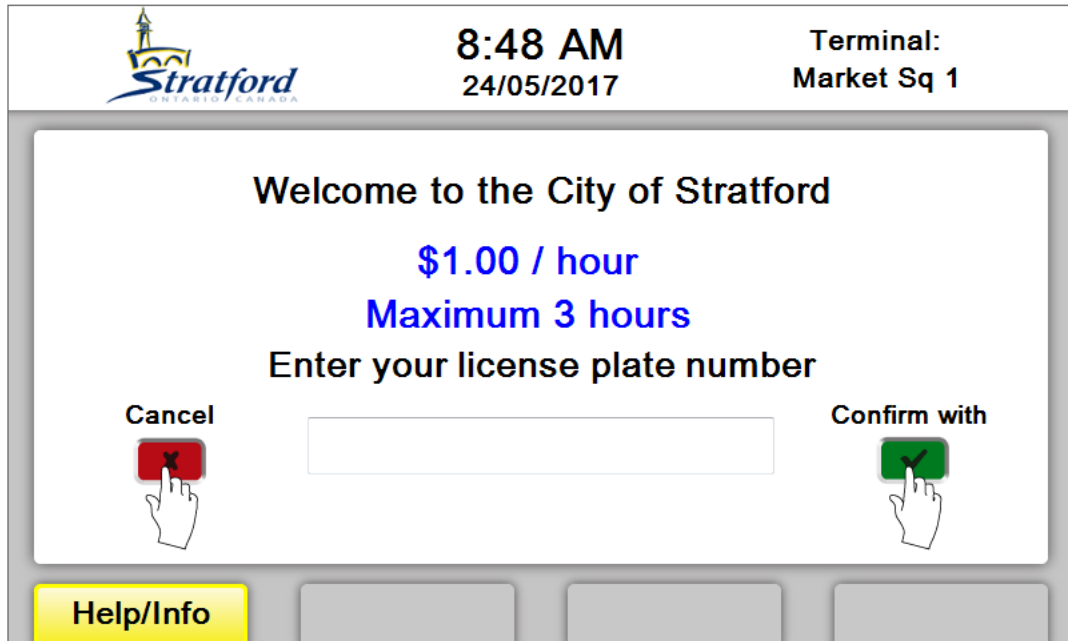 Stratford
ONTARIO CANADA
8:48 AM
24/05/2017
Terminal:
Market Sq 1
Welcome to the City of Stratford
$1.00 / hour
Maximum 3 hours
Enter your license plate number
Cancel
Confirm with
Help/Info